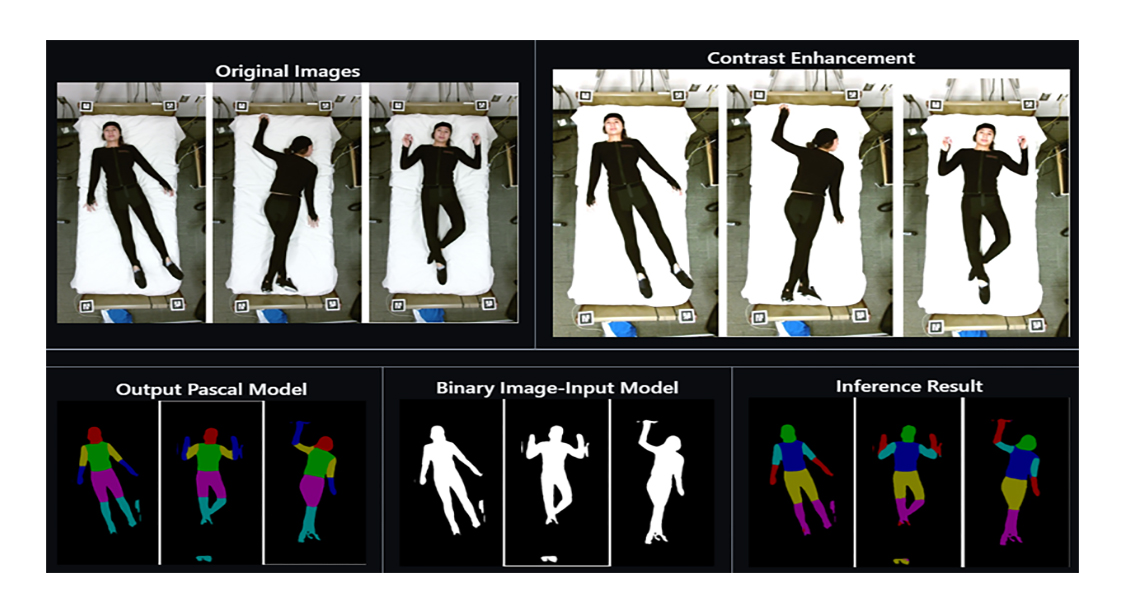 Original Images
Contrast Enhancement
Output Pascal Model
Binary Image-Input Model
Inference Result